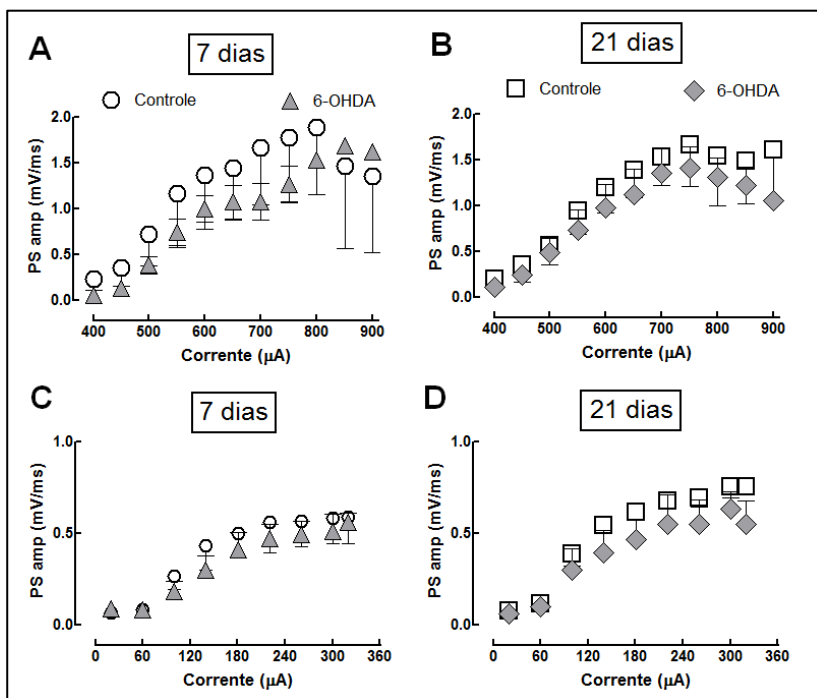 A
7 dias
Controle
6-OHDA
PS amp (mV/ms)
2.0
1.5
1.0
0.5
0.0
400 500 600 700 800 900
Corrente (µA)
B
21 dias
Controle
6-OHDA
PS amp (mV/ms)
2.0
1.5
1.0
0.5
0.0
400 500 600 700 800 900
Corrente (µA)
C
7 dias
PS amp (mV/ms)
1.0
0.5
0.0
0 60 120 180 240 300 360
Corrente (µA)
D
21 dias
PS amp (mV/ms)
1.0
0.5
0.0
0 60 120 180 240 300 360
Corrente (µA)